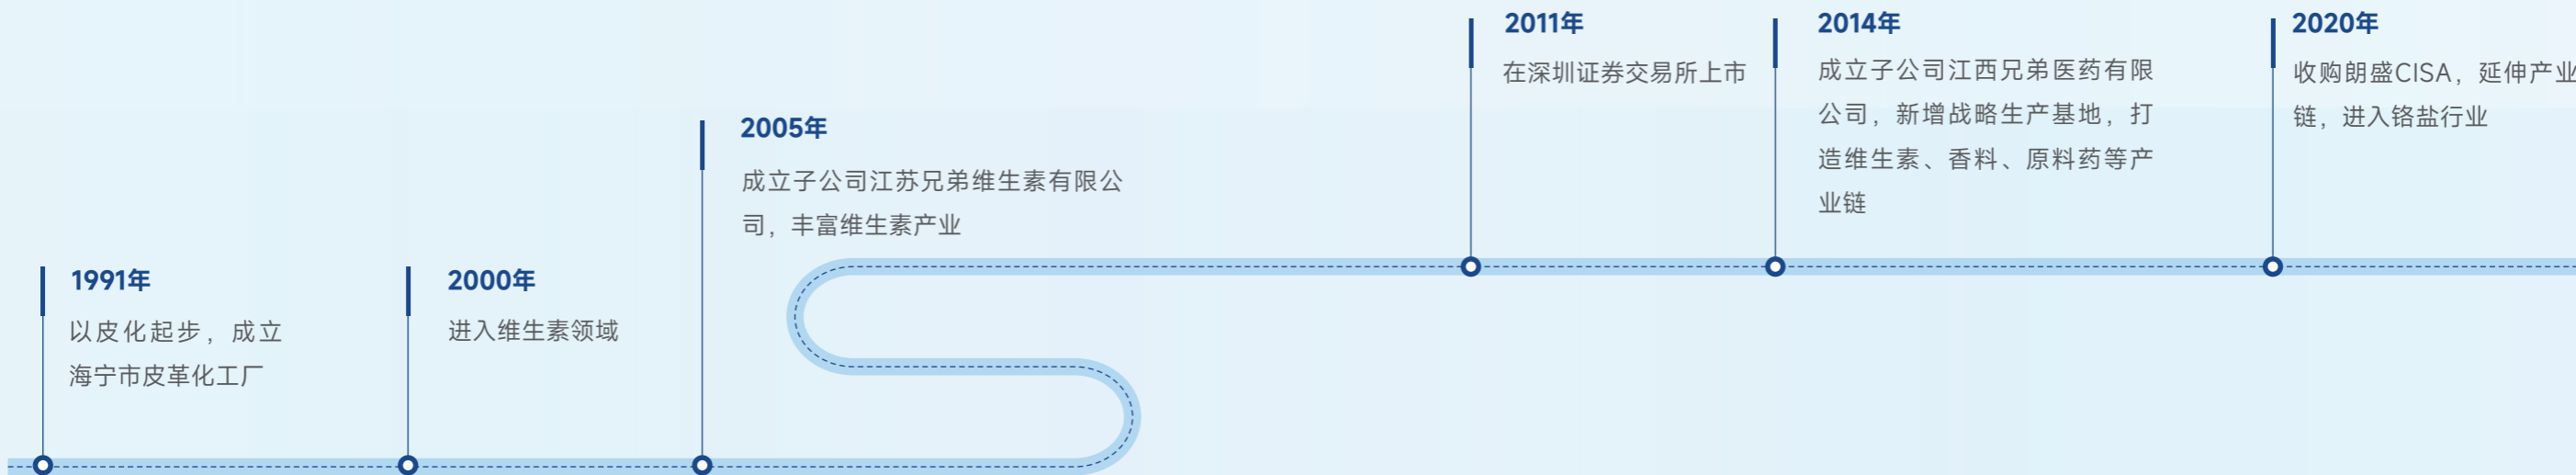 1991年
以皮化起步，成立
海宁市皮革化工厂
2000年
进入维生素领域
2005年
成立子公司江苏兄弟维生素有限公
司，丰富维生素产业
2011年
在深圳证券交易所上市
2014年
成立子公司江西兄弟医药有限
公司，新增战略生产基地，打
造维生素、香料、原料药等产
业链
2020年
收购朗盛CISA，延伸产业
链，进入铬盐行业